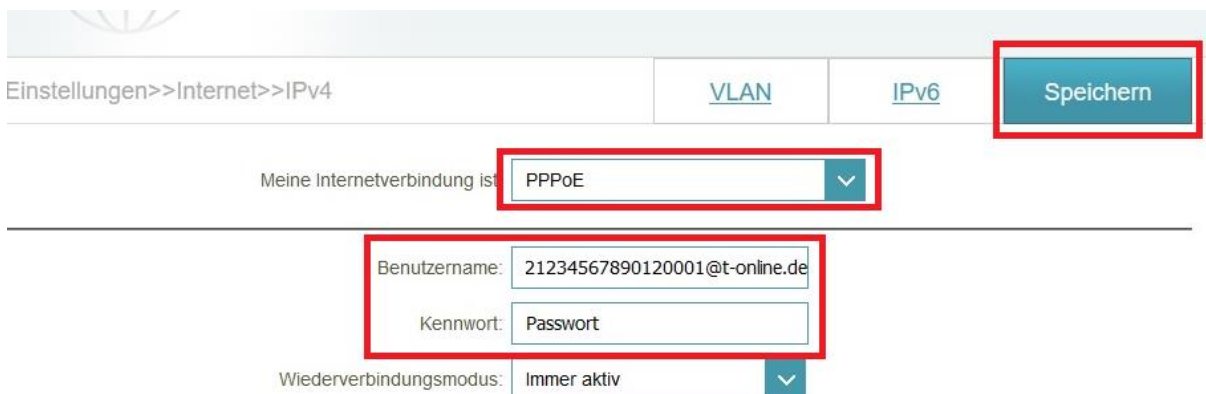 Einstellungen>>Internet>>IPv4 VLAN IPv6 Speichern
Meine Internetverbindung ist PPPoE
Benutzername: 21234567890120001@t-online.de
Kennwort: Passwort
Wiederverbindungsmodus: Immer aktiv